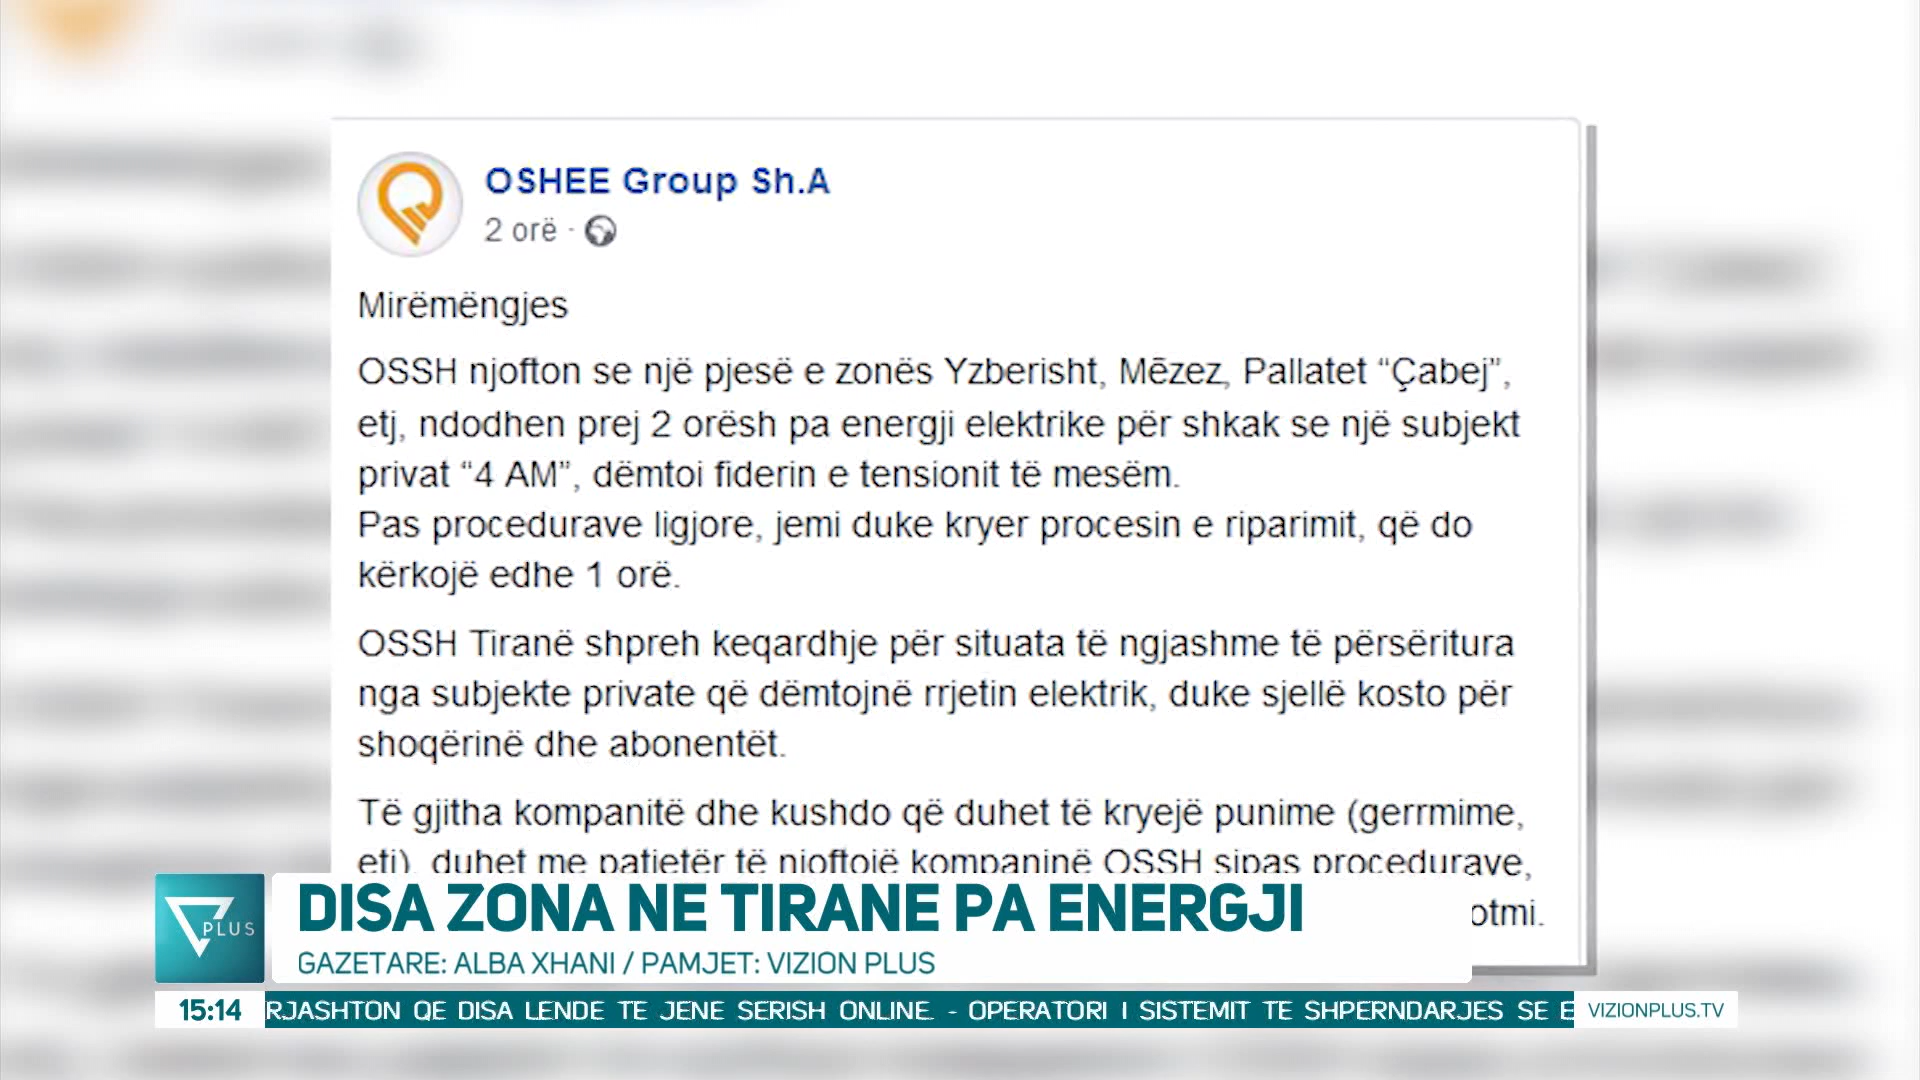 OSHEE Group Sh.A
2 orë ·
Mirëmëngjes
OSSH njofton se një pjesë e zonës Yzberisht, Mēzez, Pallatet “Çabej”,
etj, ndodhen prej 2 orësh pa energji elektrike për shkak se një subjekt
privat “4 AM”, dëmtoi fiderin e tensionit të mesëm.
Pas procedurave ligjore, jemi duke kryer procesin e riparimit, që do
kërkojë edhe 1 orë.
OSSH Tiranë shpreh keqardhje për situata të ngjashme të përsëritura
nga subjekte private që dëmtojnë rrjetin elektrik, duke sjellë kosto për
shoqërinë dhe abonentët.
Të gjitha kompanitë dhe kushdo që duhet të kryejë punime (gerrmime,
etj), duhet me patjetër të njoftojë kompaninë OSSH sipas procedurave,
otmi.
PLUS
DISA ZONA NE TIRANE PA ENERGJI
GAZETARE: ALBA XHANI / PAMJET: VIZION PLUS
15:14 RJASHTON QE DISA LENDE TE JENE SERISH ONLINE - OPERATORI I SISTEMIT TE SHPERNDARJES SE E VIZIONPLUS.TV